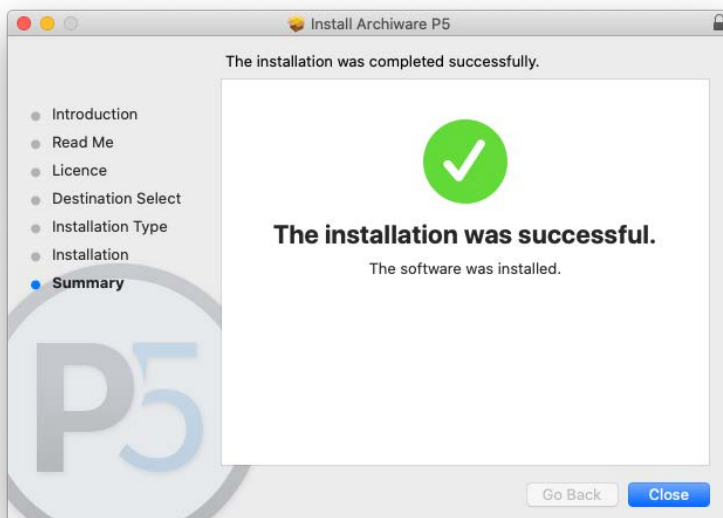 Install Archiware P5
The installation was completed successfully.
Introduction
Read Me
Licence
Destination Select
Installation Type
Installation
Summary
The installation was successful.
The software was installed.
P5
Go Back
Close